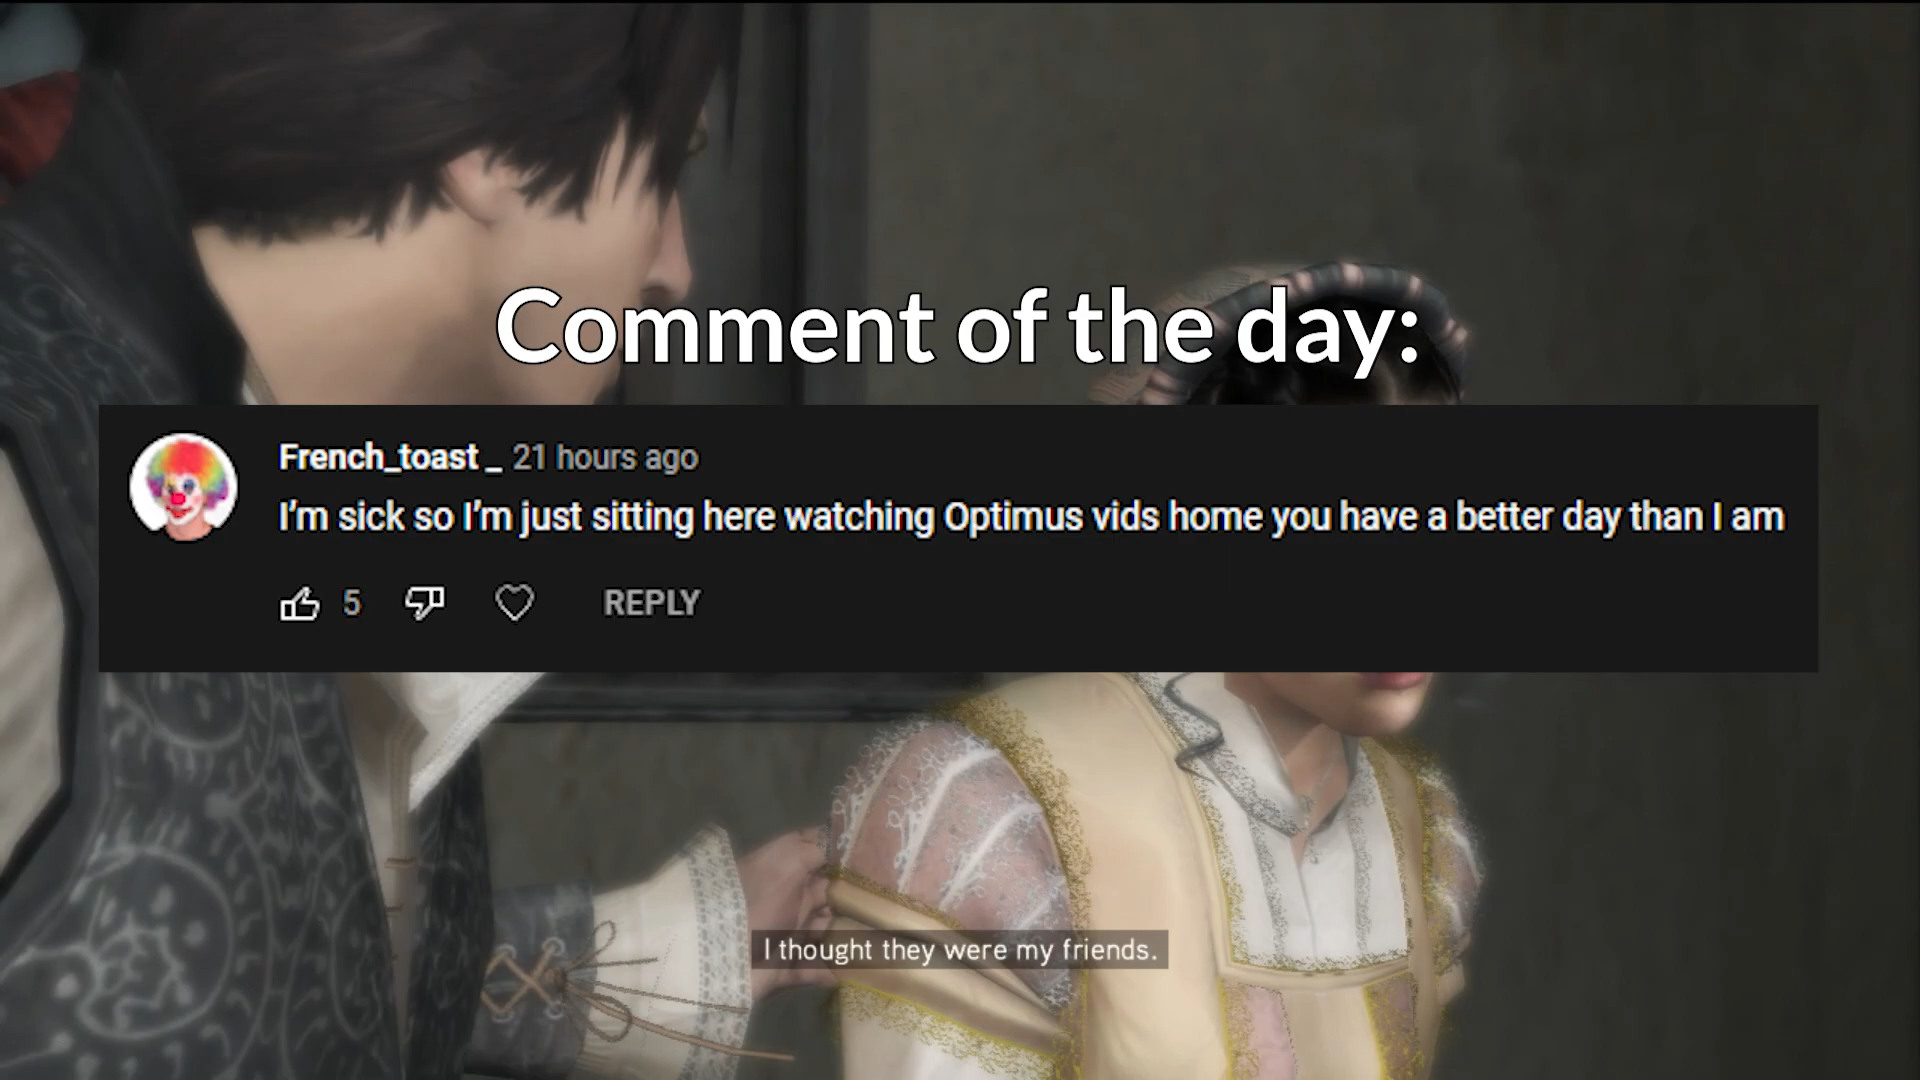 Comment of the day:
French_toast _ 21 hours ago
I'm sick so I'm just sitting here watching Optimus vids home you have a better day than I am
5 REPLY
I thought they were my friends.